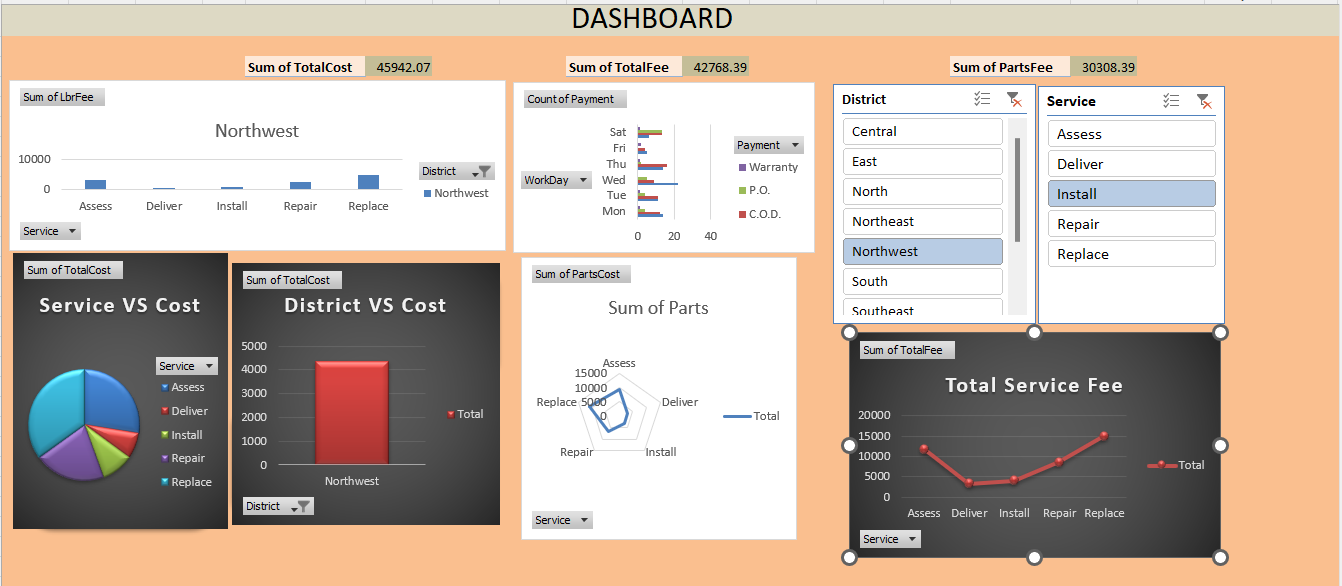 DASHBOARD
Sum of TotalCost 45942.07
Sum of TotalFee 42768.39
Sum of PartsFee 30308.39
Sum of LbrFee
Northwest
10000
0
Assess Deliver Install Repair Replace
District
Northwest
Service
Count of Payment
WorkDay
Sat
Fri
Thu
Wed
Tue
Mon
0 20 40
Payment
Warranty
P.O.
C.O.D.
District
Central
East
North
Northeast
Northwest
South
Southeast
Service
Assess
Deliver
Install
Repair
Replace
Sum of TotalCost
Service VS Cost
Service
Assess
Deliver
Install
Repair
Replace
Sum of TotalCost
District VS Cost
5000
4000
3000
2000
1000
0
Northwest
Total
District
Sum of PartsCost
Sum of Parts
Assess
15000
10000
5000
0
Deliver
Install
Repair
Replace
Total
Service
Sum of TotalFee
Total Service Fee
20000
15000
10000
5000
0
Assess Deliver Install Repair Replace
Total
Service